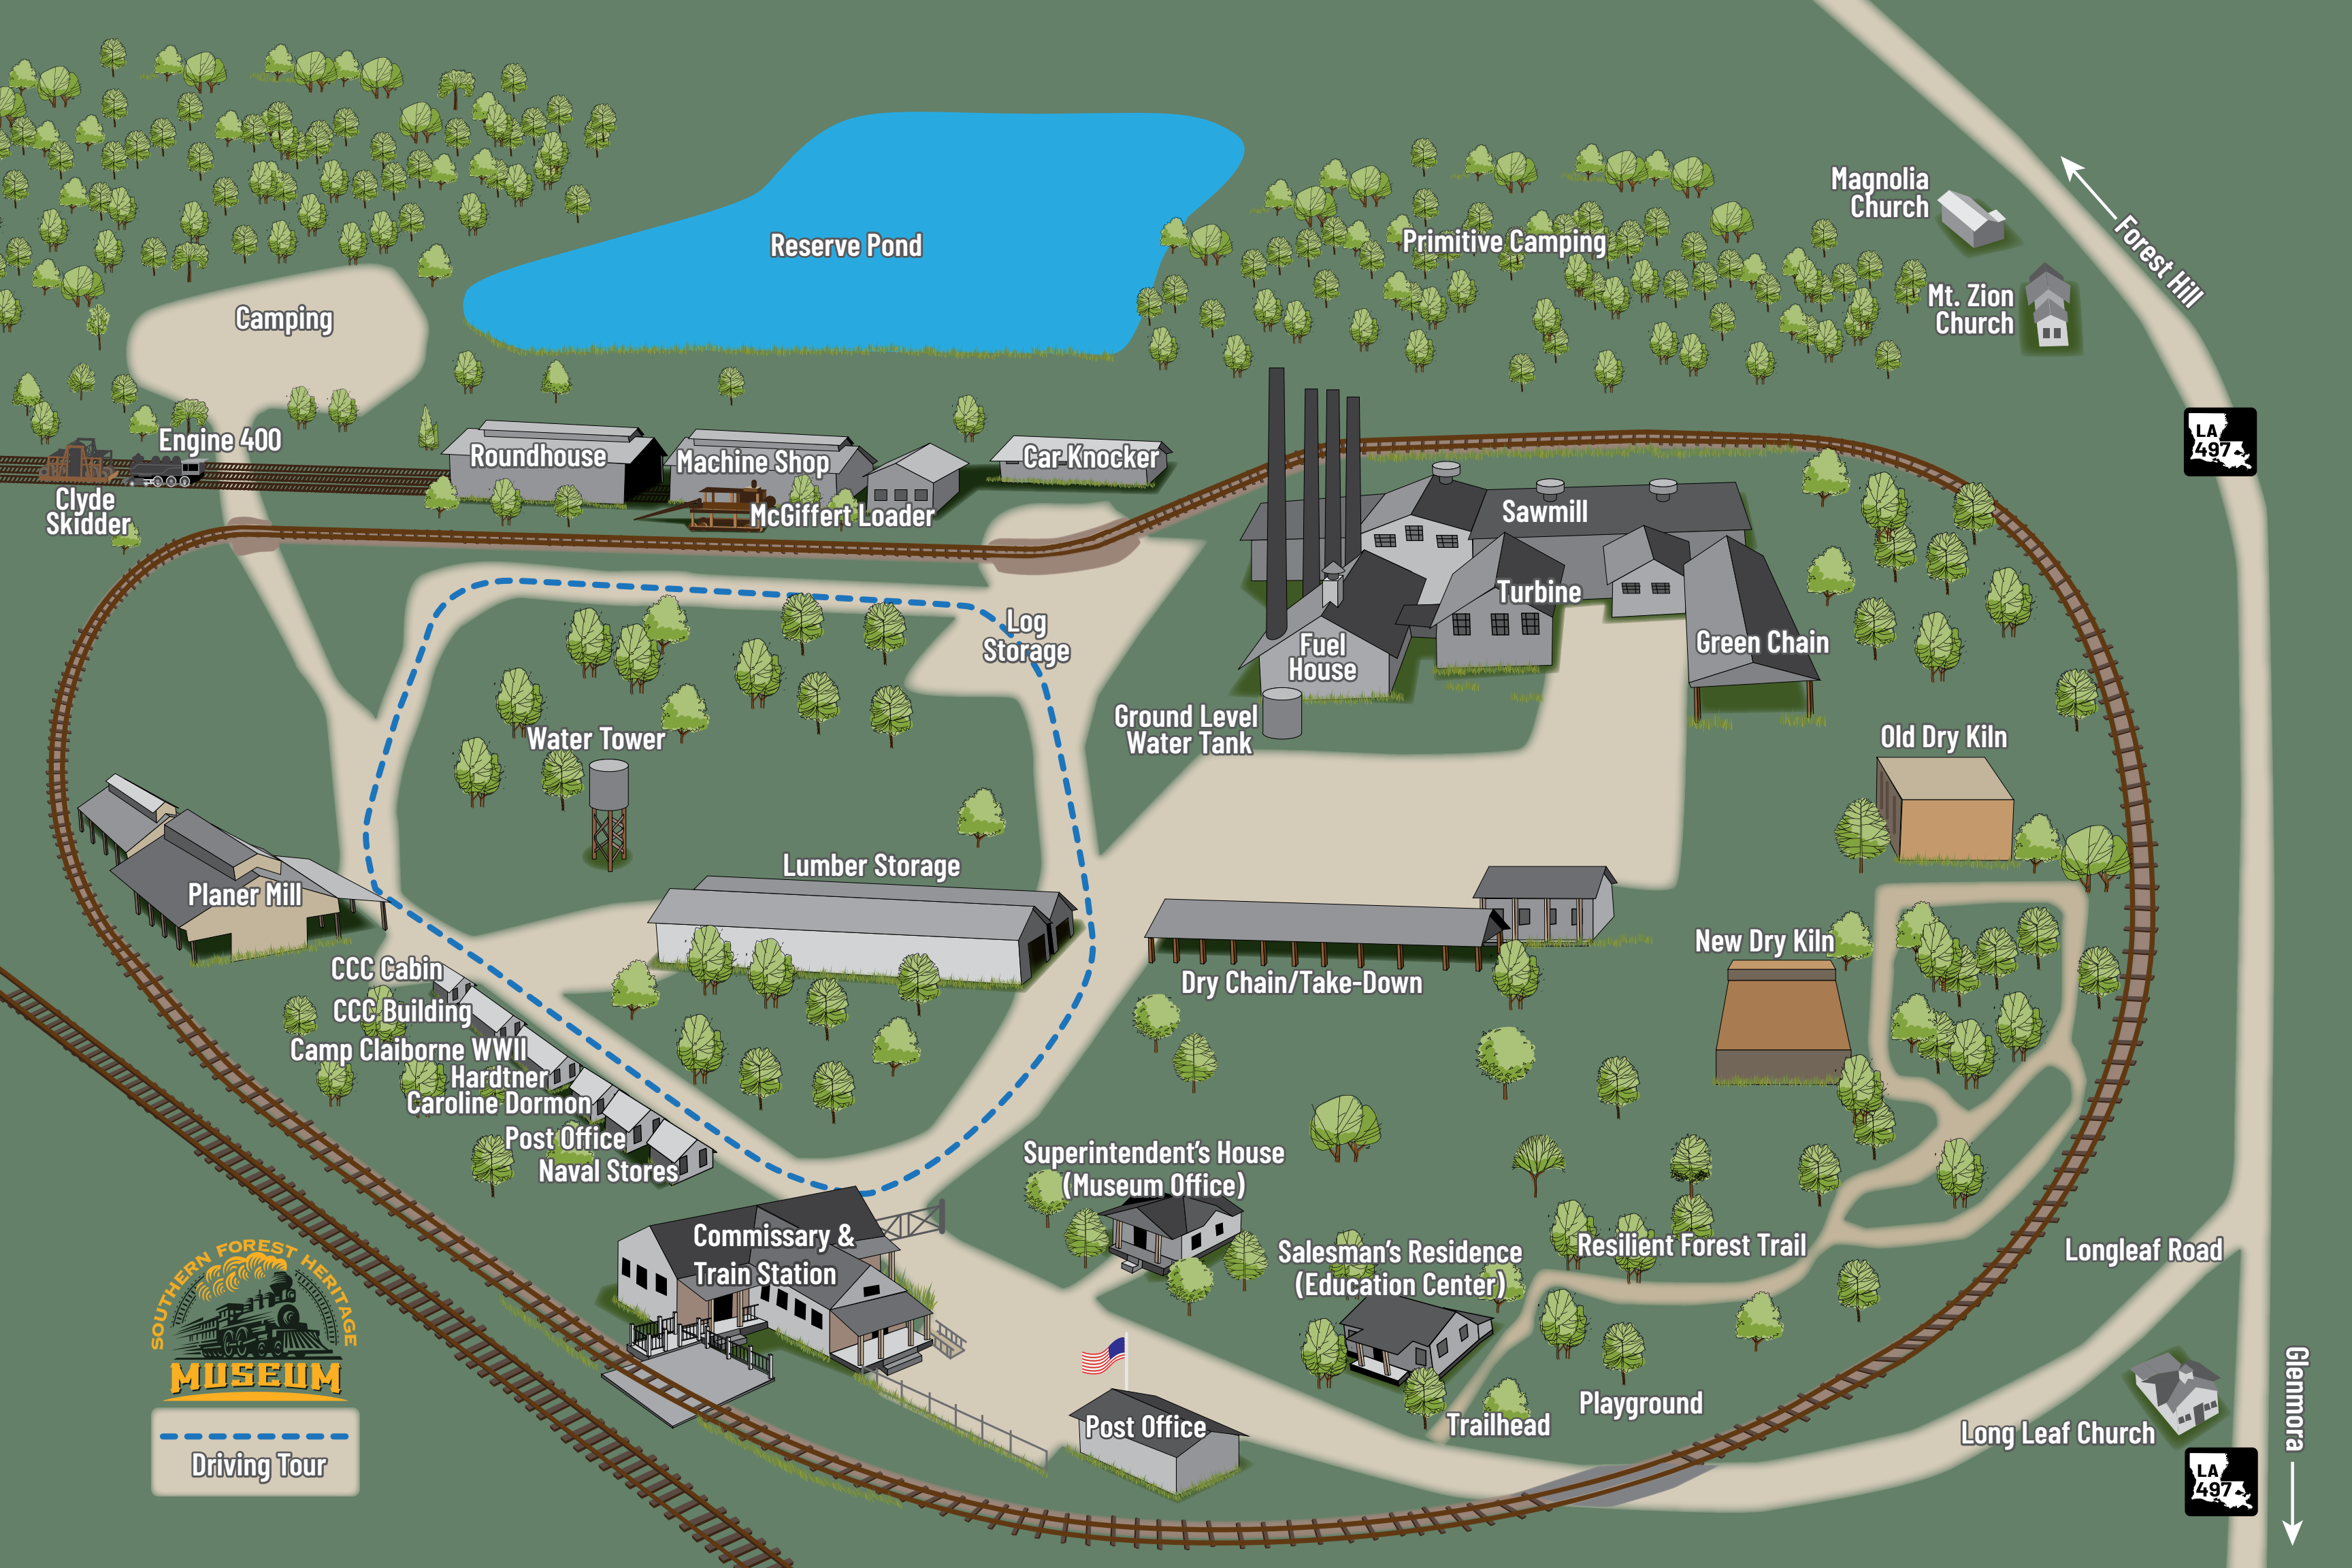 Magnolia
Church
Forest Hill
Reserve Pond
Primitive Camping
Mt. Zion
Church
Camping
LA
497
Engine 400
Roundhouse
Machine Shop
Car Knocker
Clyde
Skidder
McGiffert Loader
Sawmill
Turbine
Log
Storage
Fuel
House
Green Chain
Ground Level
Water Tank
Water Tower
Old Dry Kiln
Lumber Storage
Planer Mill
New Dry Kiln
CCC Cabin
Dry Chain/Take-Down
CCC Building
Camp Claiborne WWII
Hardtner
Caroline Dormon
Post Office
Naval Stores
Superintendent's House
(Museum Office)
Commissary &
Train Station
Salesman's Residence
(Education Center)
Resilient Forest Trail
Longleaf Road
SOUTHERN FOREST HERITAGE
MUSEUM
Driving Tour
Post Office
Trailhead
Playground
Long Leaf Church
Glenmora
LA
497